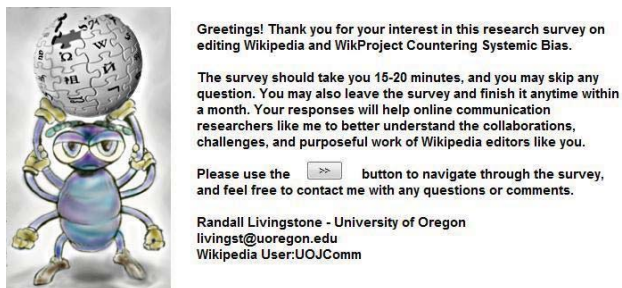 Greetings! Thank you for your interest in this research survey on
editing Wikipedia and WikProject Countering Systemic Bias.
The survey should take you 15-20 minutes, and you may skip any
question. You may also leave the survey and finish it anytime within
a month. Your responses will help online communication
researchers like me to better understand the collaborations,
challenges, and purposeful work of Wikipedia editors like you.
Please use the >> button to navigate through the survey,
and feel free to contact me with any questions or comments.
Randall Livingstone - University of Oregon
livingst@uoregon.edu
Wikipedia User:UOJComm